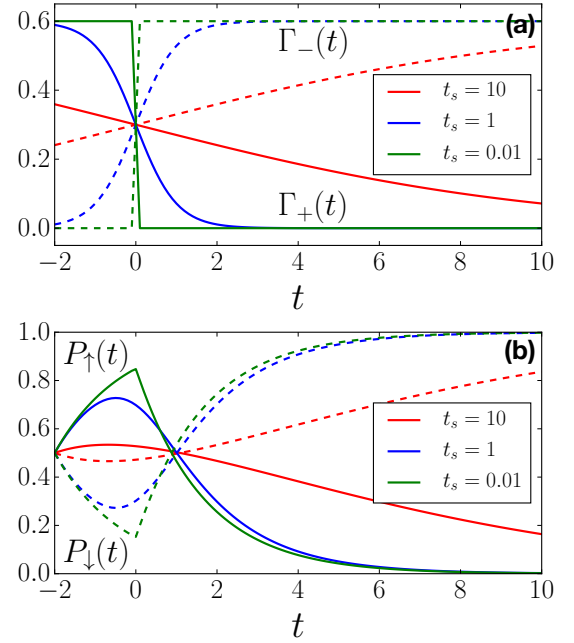 0.6
0.4
0.2
0.0
(a)
Γ₋(t)
t_s = 10
t_s = 1
t_s = 0.01
Γ₊(t)
−2 0 2 4 6 8 10
t
1.0
0.8
0.6
0.4
0.2
0.0
(b)
P↑(t)
t_s = 10
t_s = 1
t_s = 0.01
P↓(t)
−2 0 2 4 6 8 10
t